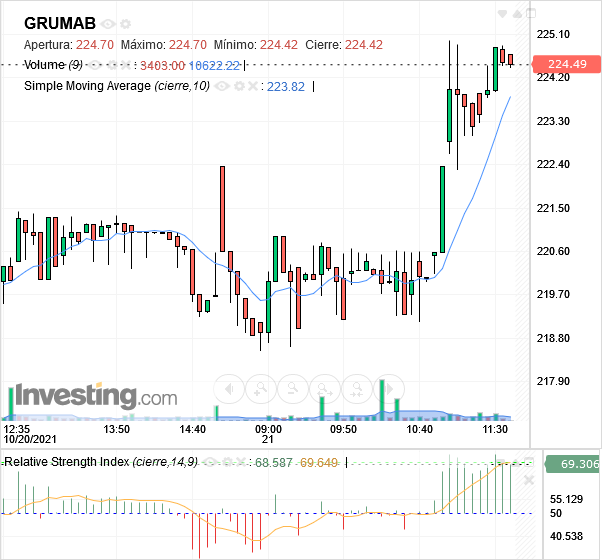 GRUMAB
Apertura: 224.70 Máximo: 224.70 Mínimo: 224.42 Cierre: 224.42
Volume (9) 3403.00 10622.22
Simple Moving Average (cierre,10) 223.82
225.10
224.49
224.20
223.30
222.40
221.50
220.60
219.70
218.80
217.90
Investing.com
12:35 13:50 14:40 09:00 09:50 10:40 11:30
10/20/2021 21
Relative Strength Index (cierre,14,9) 68.587 69.649
69.306
55.129
50
40.538